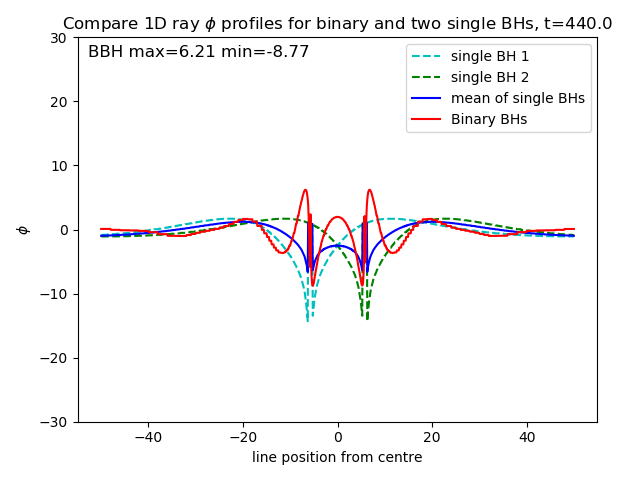 Compare 1D ray ϕ profiles for binary and two single BHs, t=440.0
BBH max=6.21 min=-8.77
single BH 1
single BH 2
mean of single BHs
Binary BHs
30
20
10
0
−10
−20
−30
ϕ
−40
−20
0
20
40
line position from centre